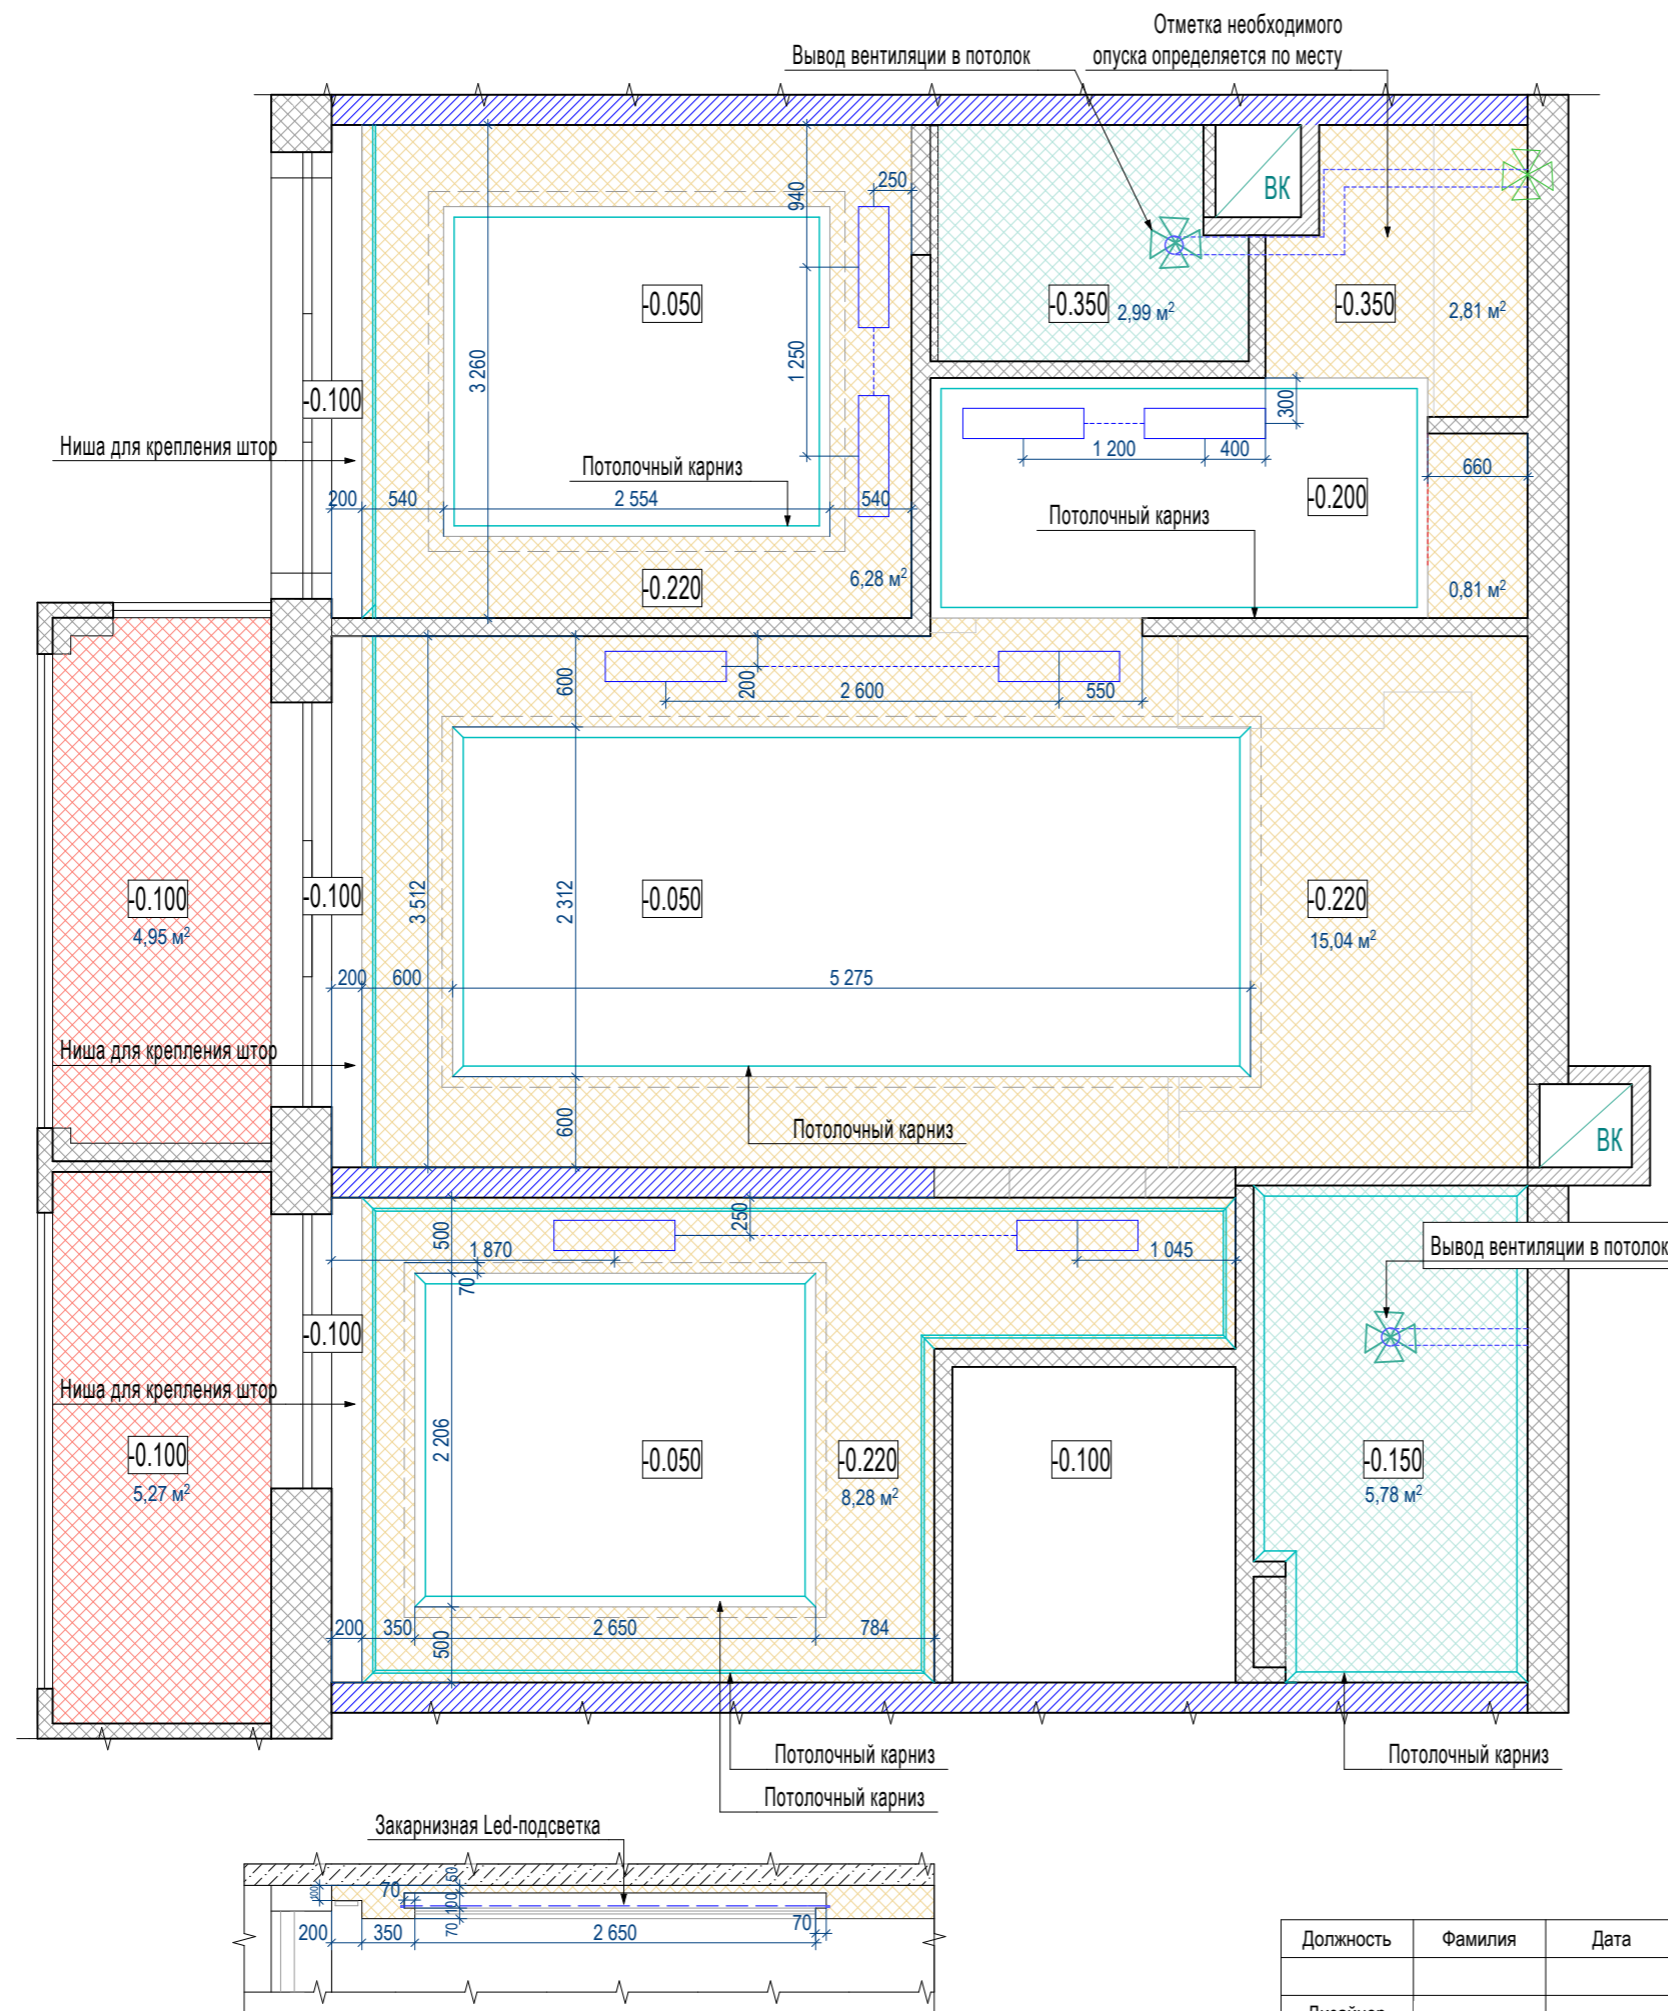 Отметка необходимого
опуска определяется по месту
Вывод вентиляции в потолок
ВК
250
940
-0.050
-0.350
2,99 м²
-0.350
2,81 м²
3 260
1 250
-0.100
300
Ниша для крепления штор
1 200
400
660
Потолочный карниз
200
540
2 554
540
-0.200
Потолочный карниз
-0.220
6,28 м²
0,81 м²
600
200
2 600
550
-0.100
4,95 м²
-0.100
3 512
2 312
-0.050
-0.220
15,04 м²
200
600
5 275
Ниша для крепления штор
600
Потолочный карниз
ВК
500
250
1 870
1 045
Вывод вентиляции в потолок
70
-0.100
Ниша для крепления штор
2 206
-0.100
5,27 м²
-0.050
-0.220
8,28 м²
-0.100
-0.150
5,78 м²
200
350
2 650
784
500
Потолочный карниз
Потолочный карниз
Потолочный карниз
Закарнизная Led-подсветка
100
70
50
100
70
70
200
350
2 650
Должность
Фамилия
Дата
Дизайнер